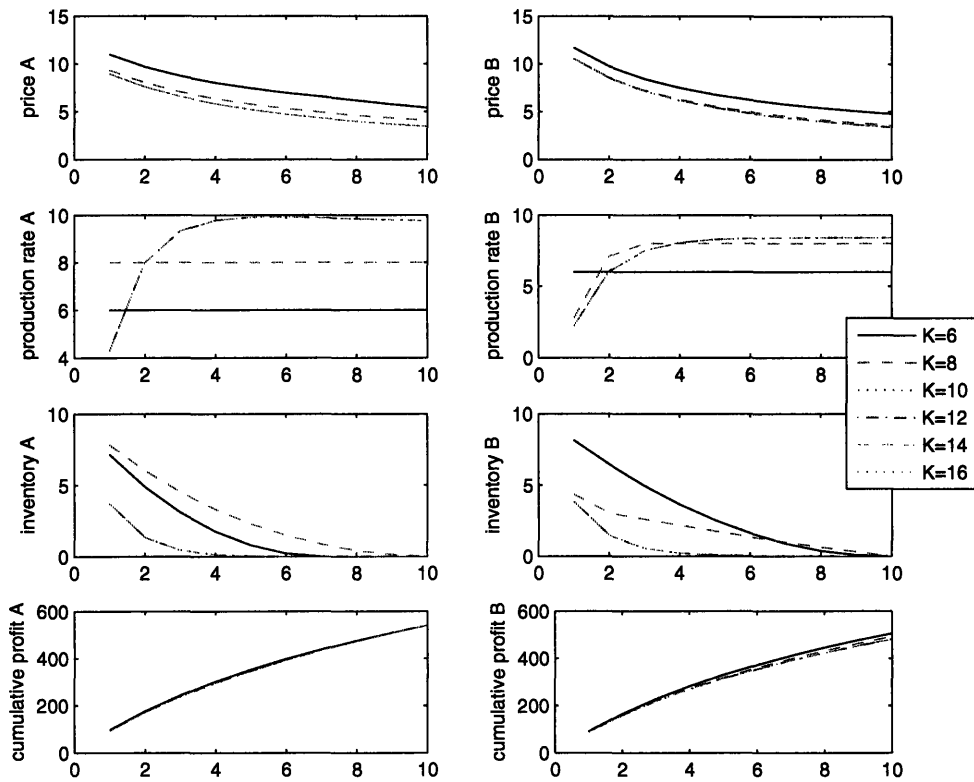 price A
15
10
5
0
0 2 4 6 8 10
price B
15
10
5
0
0 2 4 6 8 10
production rate A
10
8
6
4
0 2 4 6 8 10
production rate B
10
5
0
0 2 4 6 8 10
K=6
K=8
K=10
K=12
K=14
K=16
inventory A
10
5
0
0 2 4 6 8 10
inventory B
10
5
0
0 2 4 6 8 10
cumulative profit A
600
400
200
0
0 2 4 6 8 10
cumulative profit B
600
400
200
0
0 2 4 6 8 10